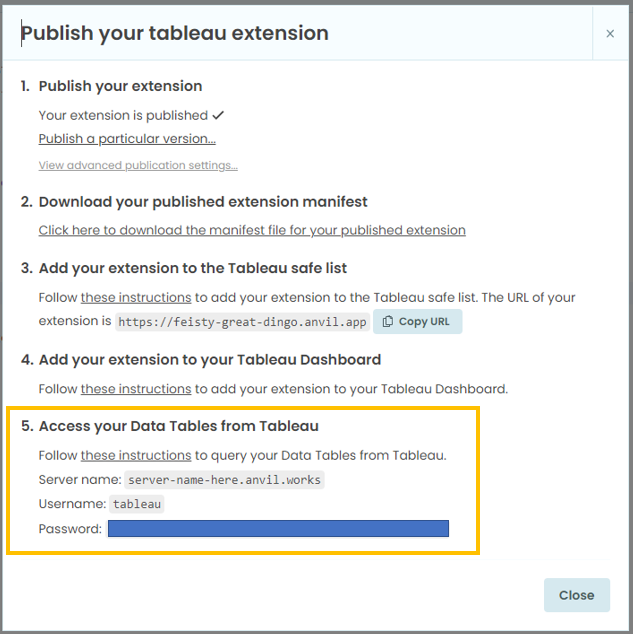 Publish your tableau extension
×
1. Publish your extension
Your extension is published ✓
Publish a particular version...
View advanced publication settings...
2. Download your published extension manifest
Click here to download the manifest file for your published extension
3. Add your extension to the Tableau safe list
Follow these instructions to add your extension to the Tableau safe list. The URL of your
extension is https://feisty-great-dingo.anvil.app Copy URL
4. Add your extension to your Tableau Dashboard
Follow these instructions to add your extension to your Tableau Dashboard.
5. Access your Data Tables from Tableau
Follow these instructions to query your Data Tables from Tableau.
Server name: server-name-here.anvil.works
Username: tableau
Password:
Close